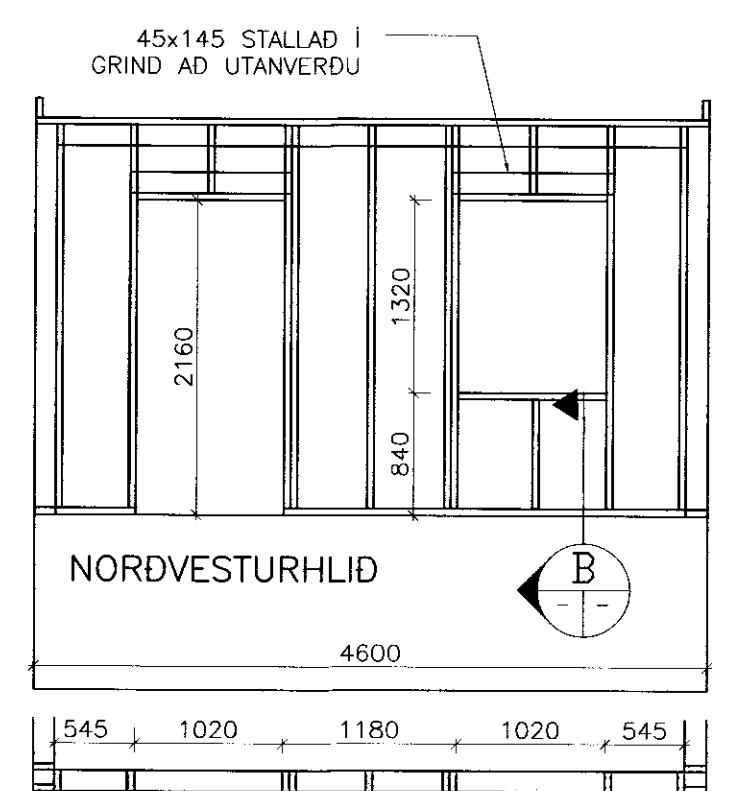 45x145 STALLAÐ Í
GRIND AÐ UTANVERÐU
2160
1320
840
NORÐVESTURHLIÐ
B
- -
4600
545 1020 1180 1020 545